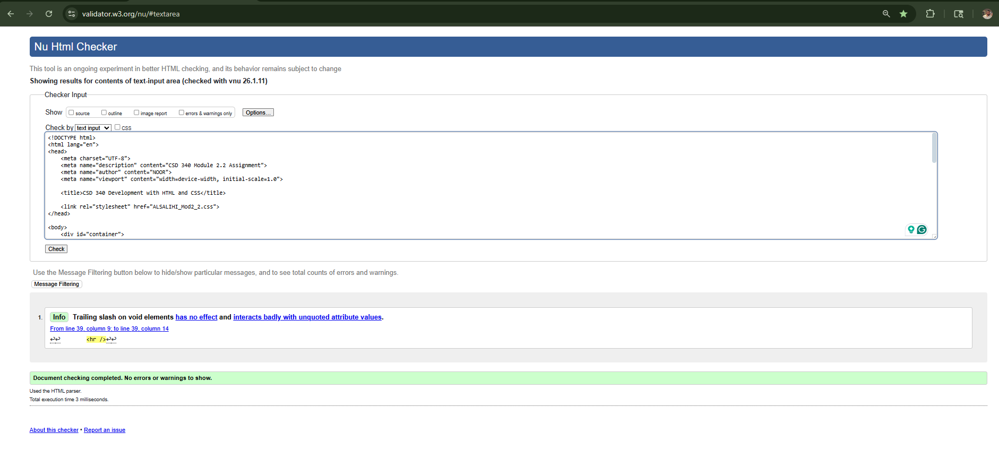 validator.w3.org/nu/#textarea
Nu Html Checker
This tool is an ongoing experiment in better HTML checking, and its behavior remains subject to change
Showing results for contents of text-input area (checked with vnu 26.1.11)
Checker Input
Show source outline image report errors & warnings only Options...
Check by text input CSS
<!DOCTYPE html>
<html lang="en">
<head>
    <meta charset="UTF-8">
    <meta name="description" content="CSD 340 Module 2.2 Assignment">
    <meta name="author" content="NOOR">
    <meta name="viewport" content="width=device-width, initial-scale=1.0">
    <title>CSD 340 Development with HTML and CSS</title>
    <link rel="stylesheet" href="ALSALIHI_Mod2_2.css">
</head>
<body>
    <div id="container">
Check
Use the Message Filtering button below to hide/show particular messages, and to see total counts of errors and warnings.
Message Filtering
1. Info Trailing slash on void elements has no effect and interacts badly with unquoted attribute values.
From line 39, column 9; to line 39, column 14
↩↩        <hr />↩↩
Document checking completed. No errors or warnings to show.
Used the HTML parser.
Total execution time 3 milliseconds.
About this checker • Report an issue